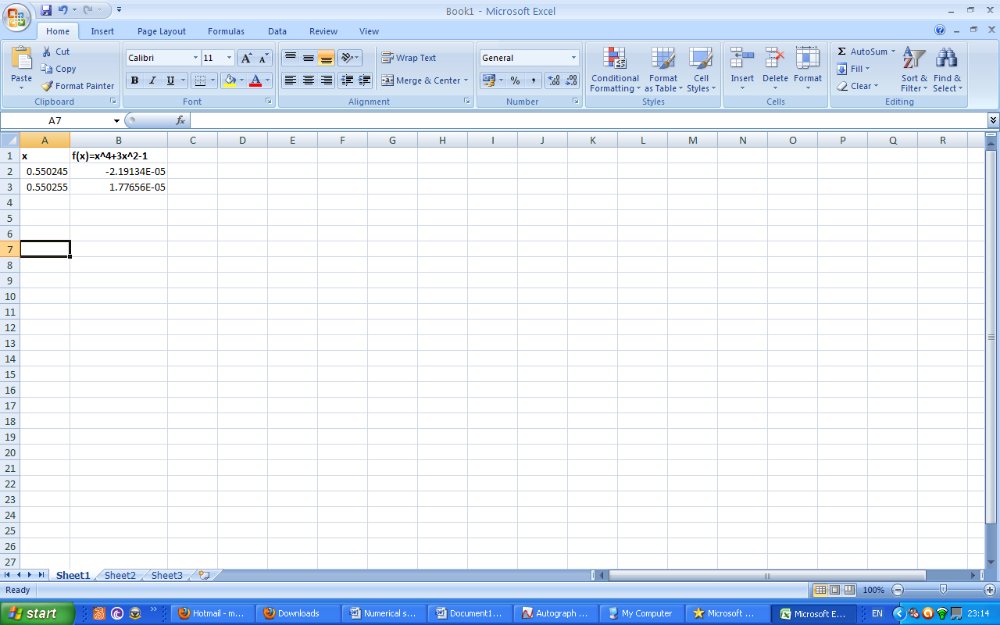 Book1 - Microsoft Excel
Home Insert Page Layout Formulas Data Review View
Paste Cut Copy Format Painter
Calibri 11
B I U
Wrap Text
Merge & Center
General
% ,
Conditional Formatting Format as Table Cell Styles
Insert Delete Format
Σ AutoSum Fill Clear
Sort & Filter Find & Select
Clipboard Font Alignment Number Styles Cells Editing
A7 fx
A B C D E F G H I J K L M N O P Q R
1 x f(x)=x^4+3x^2-1
2 0.550245 -2.19134E-05
3 0.550255 1.77656E-05
4
5
6
7
8
9
10
11
12
13
14
15
16
17
18
19
20
21
22
23
24
25
26
27
Sheet1 Sheet2 Sheet3
Ready 100%
start Hotmail - m... Downloads Numerical s... Document1... Autograph ... My Computer Microsoft ... Microsoft E... EN 23:14